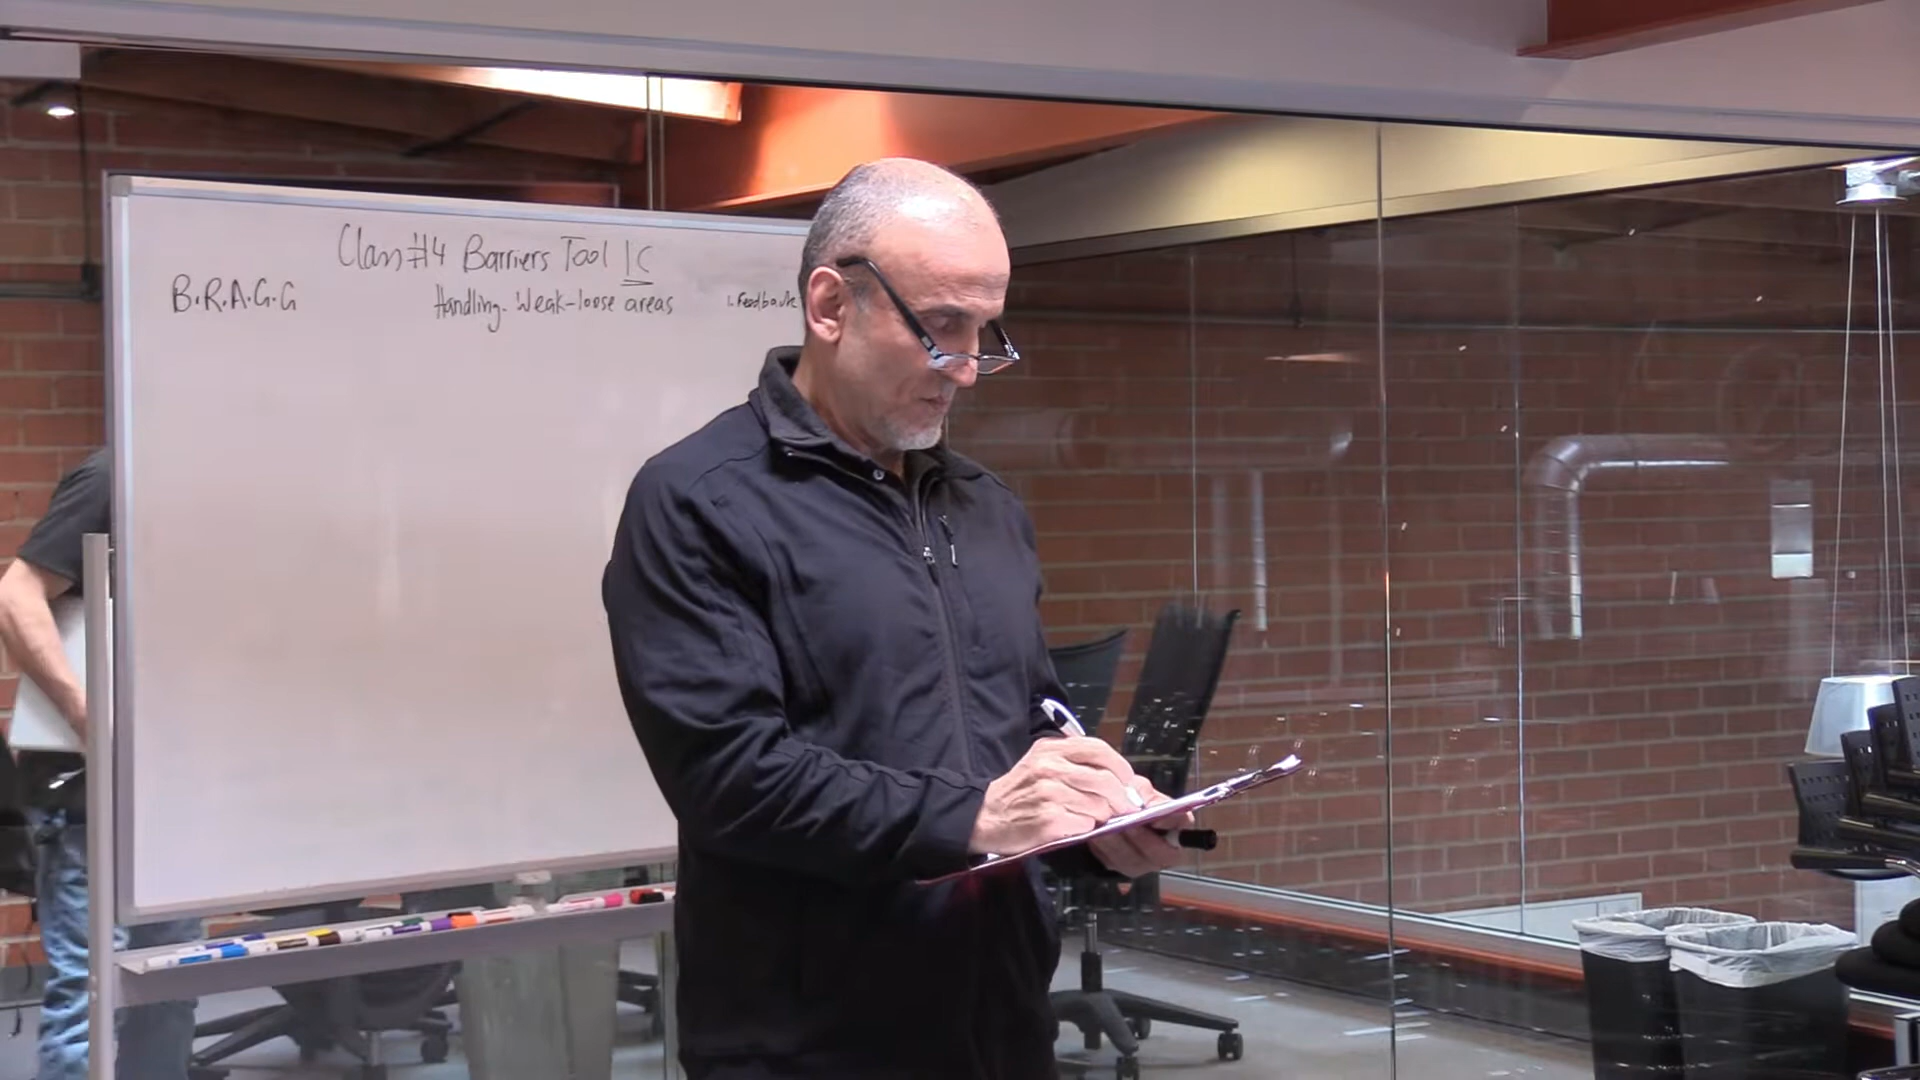 Class #4 Barriers Tool 1C
B.R.A.G.G
Handling. Weak-loose areas
1. Feedback